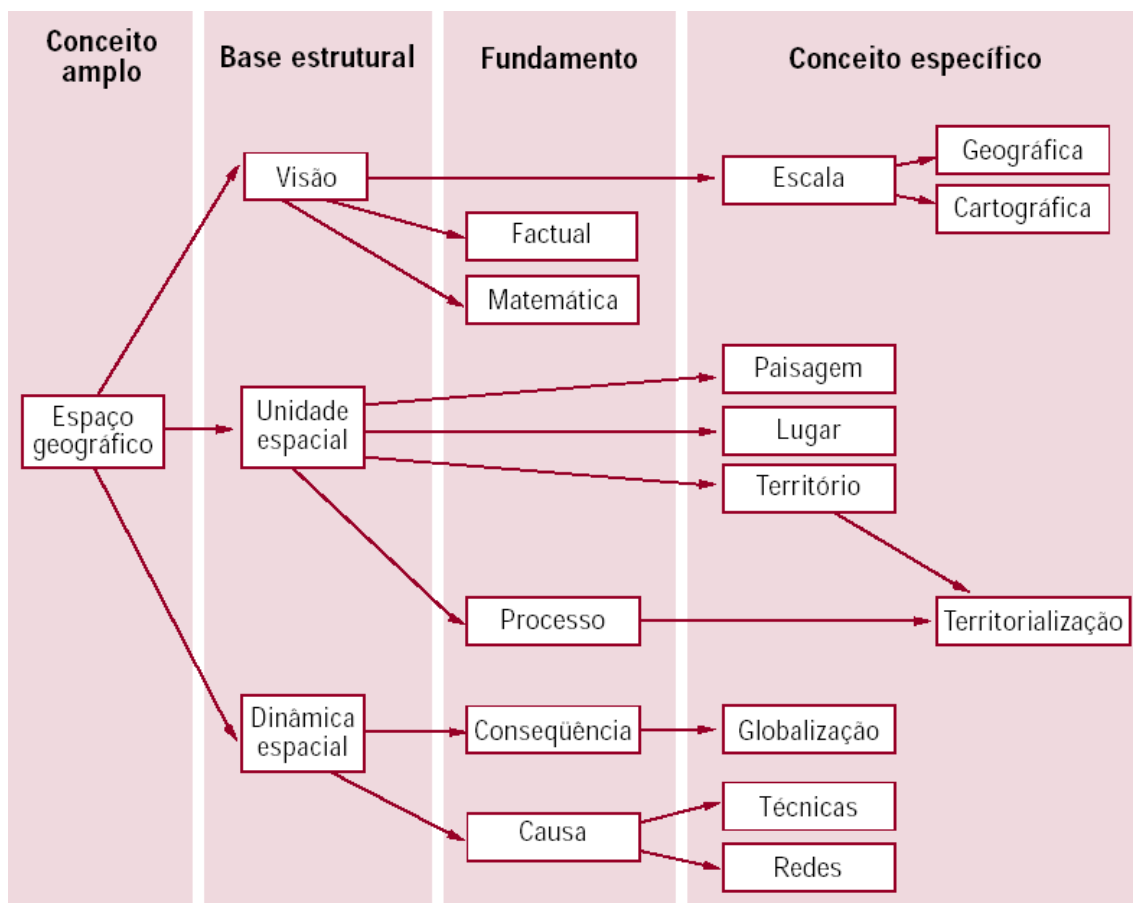 Conceito
amplo
Base estrutural
Fundamento
Conceito específico
Visão
Escala
Geográfica
Cartográfica
Factual
Matemática
Espaço
geográfico
Unidade
espacial
Paisagem
Lugar
Território
Processo
Territorialização
Dinâmica
espacial
Conseqüência
Globalização
Causa
Técnicas
Redes